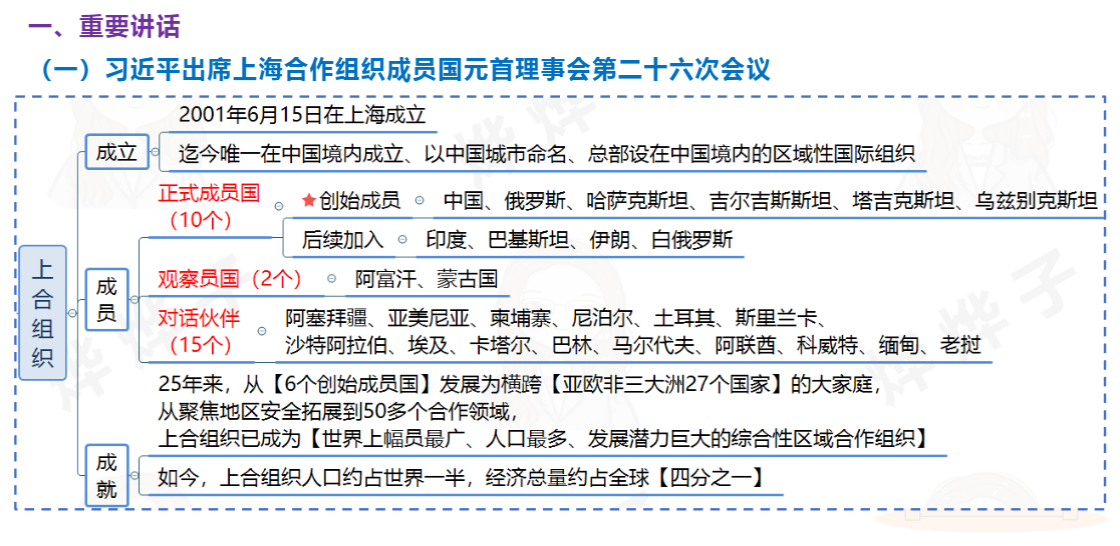 一、重要讲话
（一）习近平出席上海合作组织成员国元首理事会第二十六次会议
上合组织
成立
2001年6月15日在上海成立
迄今唯一在中国境内成立、以中国城市命名、总部设在中国境内的区域性国际组织
成员
正式成员国
（10个）
★创始成员
中国、俄罗斯、哈萨克斯坦、吉尔吉斯斯坦、塔吉克斯坦、乌兹别克斯坦
后续加入
印度、巴基斯坦、伊朗、白俄罗斯
观察员国（2个）
阿富汗、蒙古国
对话伙伴
（15个）
阿塞拜疆、亚美尼亚、柬埔寨、尼泊尔、土耳其、斯里兰卡、
沙特阿拉伯、埃及、卡塔尔、巴林、马尔代夫、阿联酋、科威特、缅甸、老挝
成就
25年来，从【6个创始成员国】发展为横跨【亚欧非三大洲27个国家】的大家庭，
从聚焦地区安全拓展到50多个合作领域，
上合组织已成为【世界上幅员最广、人口最多、发展潜力巨大的综合性区域合作组织】
如今，上合组织人口约占世界一半，经济总量约占全球【四分之一】
烨烨
烨烨子
烨烨子